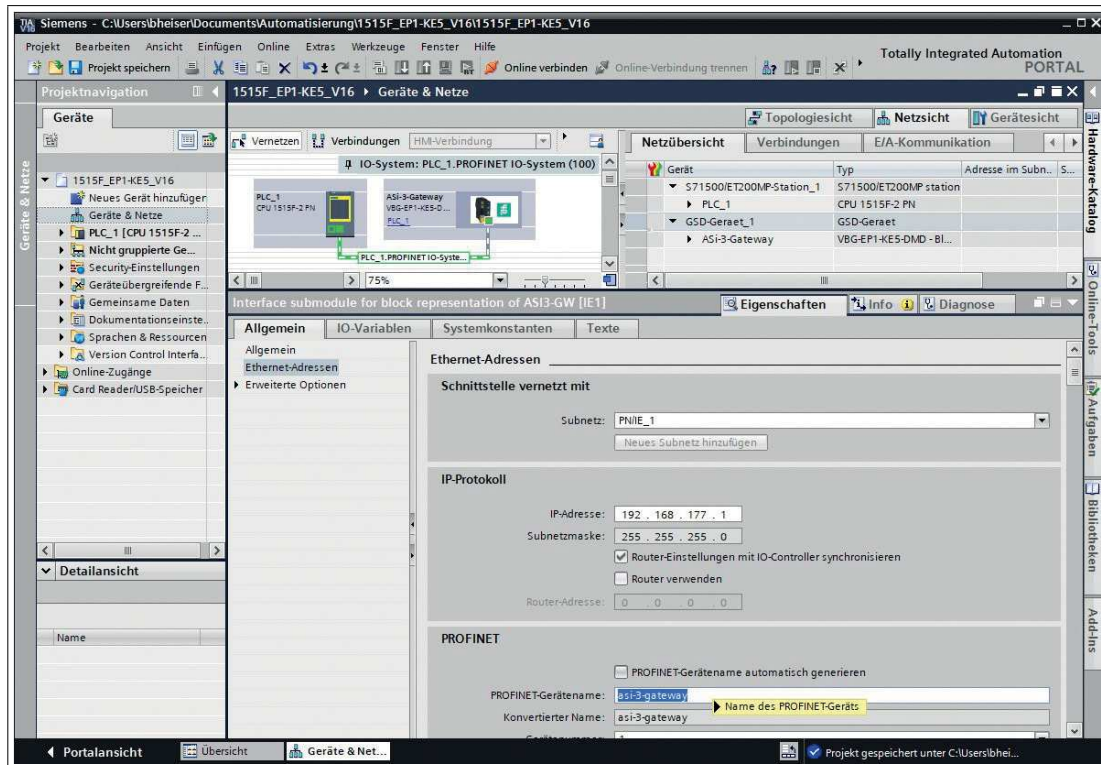 Siemens - C:\Users\bheiser\Documents\Automatisierung\1515F_EP1-KE5_V16\1515F_EP1-KE5_V16
Projekt Bearbeiten Ansicht Einfügen Online Extras Werkzeuge Fenster Hilfe
Projekt speichern Online verbinden Online-Verbindung trennen
Totally Integrated Automation
PORTAL
Projektnavigation
1515F_EP1-KE5_V16 Geräte & Netze
Geräte
Topologiesicht Netzsicht Gerätesicht
Vernetzen Verbindungen HMI-Verbindung
Netzübersicht Verbindungen E/A-Kommunikation
IO-System: PLC_1.PROFINET IO-System (100)
Gerät Typ Adresse im Subn.. S...
S71500/ET200MP-Station_1 S71500/ET200MP station
PLC_1 CPU 1515F-2 PN
GSD-Geraet_1 GSD-Geraet
ASi-3-Gateway VBG-EP1-KE5-DMD - Bl...
PLC_1
CPU 1515F-2 PN
ASi-3-Gateway
VBG-EP1-KE5-D...
PLC_1
PLC_1.PROFINET IO-Syste...
75%
1515F_EP1-KE5_V16
Neues Gerät hinzufügen
Geräte & Netze
PLC_1 [CPU 1515F-2 ...
Nicht gruppierte Ge...
Security-Einstellungen
Geräteübergreifende F...
Gemeinsame Daten
Dokumentationseinste..
Sprachen & Ressourcen
Version Control Interfa..
Online-Zugänge
Card Reader/USB-Speicher
Detailansicht
Name
Geräte & Netze
Interface submodule for block representation of ASI3-GW [IE1]
Eigenschaften Info Diagnose
Allgemein IO-Variablen Systemkonstanten Texte
Allgemein
Ethernet-Adressen
Erweiterte Optionen
Ethernet-Adressen
Schnittstelle vernetzt mit
Subnetz: PN/IE_1
Neues Subnetz hinzufügen
IP-Protokoll
IP-Adresse: 192 . 168 . 177 . 1
Subnetzmaske: 255 . 255 . 255 . 0
Router-Einstellungen mit IO-Controller synchronisieren
Router verwenden
Router-Adresse: 0 . 0 . 0 . 0
PROFINET
PROFINET-Gerätename automatisch generieren
PROFINET-Gerätename: asi-3-gateway
Name des PROFINET-Geräts
Konvertierter Name: asi-3-gateway
Hardware-Katalog
Online-Tools
Aufgaben
Bibliotheken
Add-Ins
Portalansicht Übersicht Geräte & Net...
Projekt gespeichert unter C:\Users\bhei...